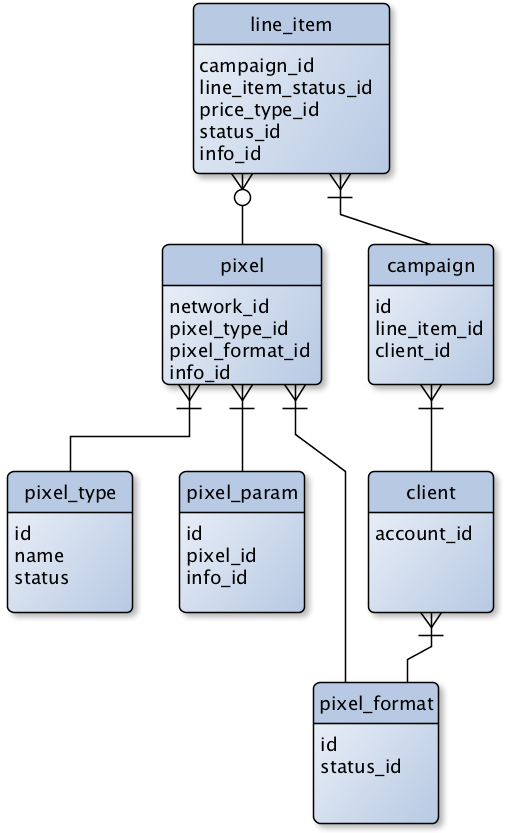 line_item
campaign_id
line_item_status_id
price_type_id
status_id
info_id
pixel
network_id
pixel_type_id
pixel_format_id
info_id
campaign
id
line_item_id
client_id
pixel_type
id
name
status
pixel_param
id
pixel_id
info_id
client
account_id
pixel_format
id
status_id